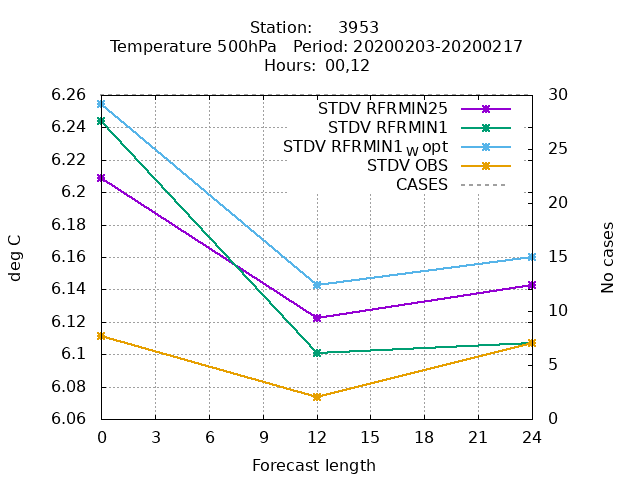 Station: 3953
Temperature 500hPa Period: 20200203-20200217
Hours: 00,12
STDV RFRMIN25
STDV RFRMIN1
STDV RFRMIN1wopt
STDV OBS
CASES
6.26
6.24
6.22
6.2
6.18
6.16
6.14
6.12
6.1
6.08
6.06
deg C
30
25
20
15
10
5
0
No cases
0 3 6 9 12 15 18 21 24
Forecast length